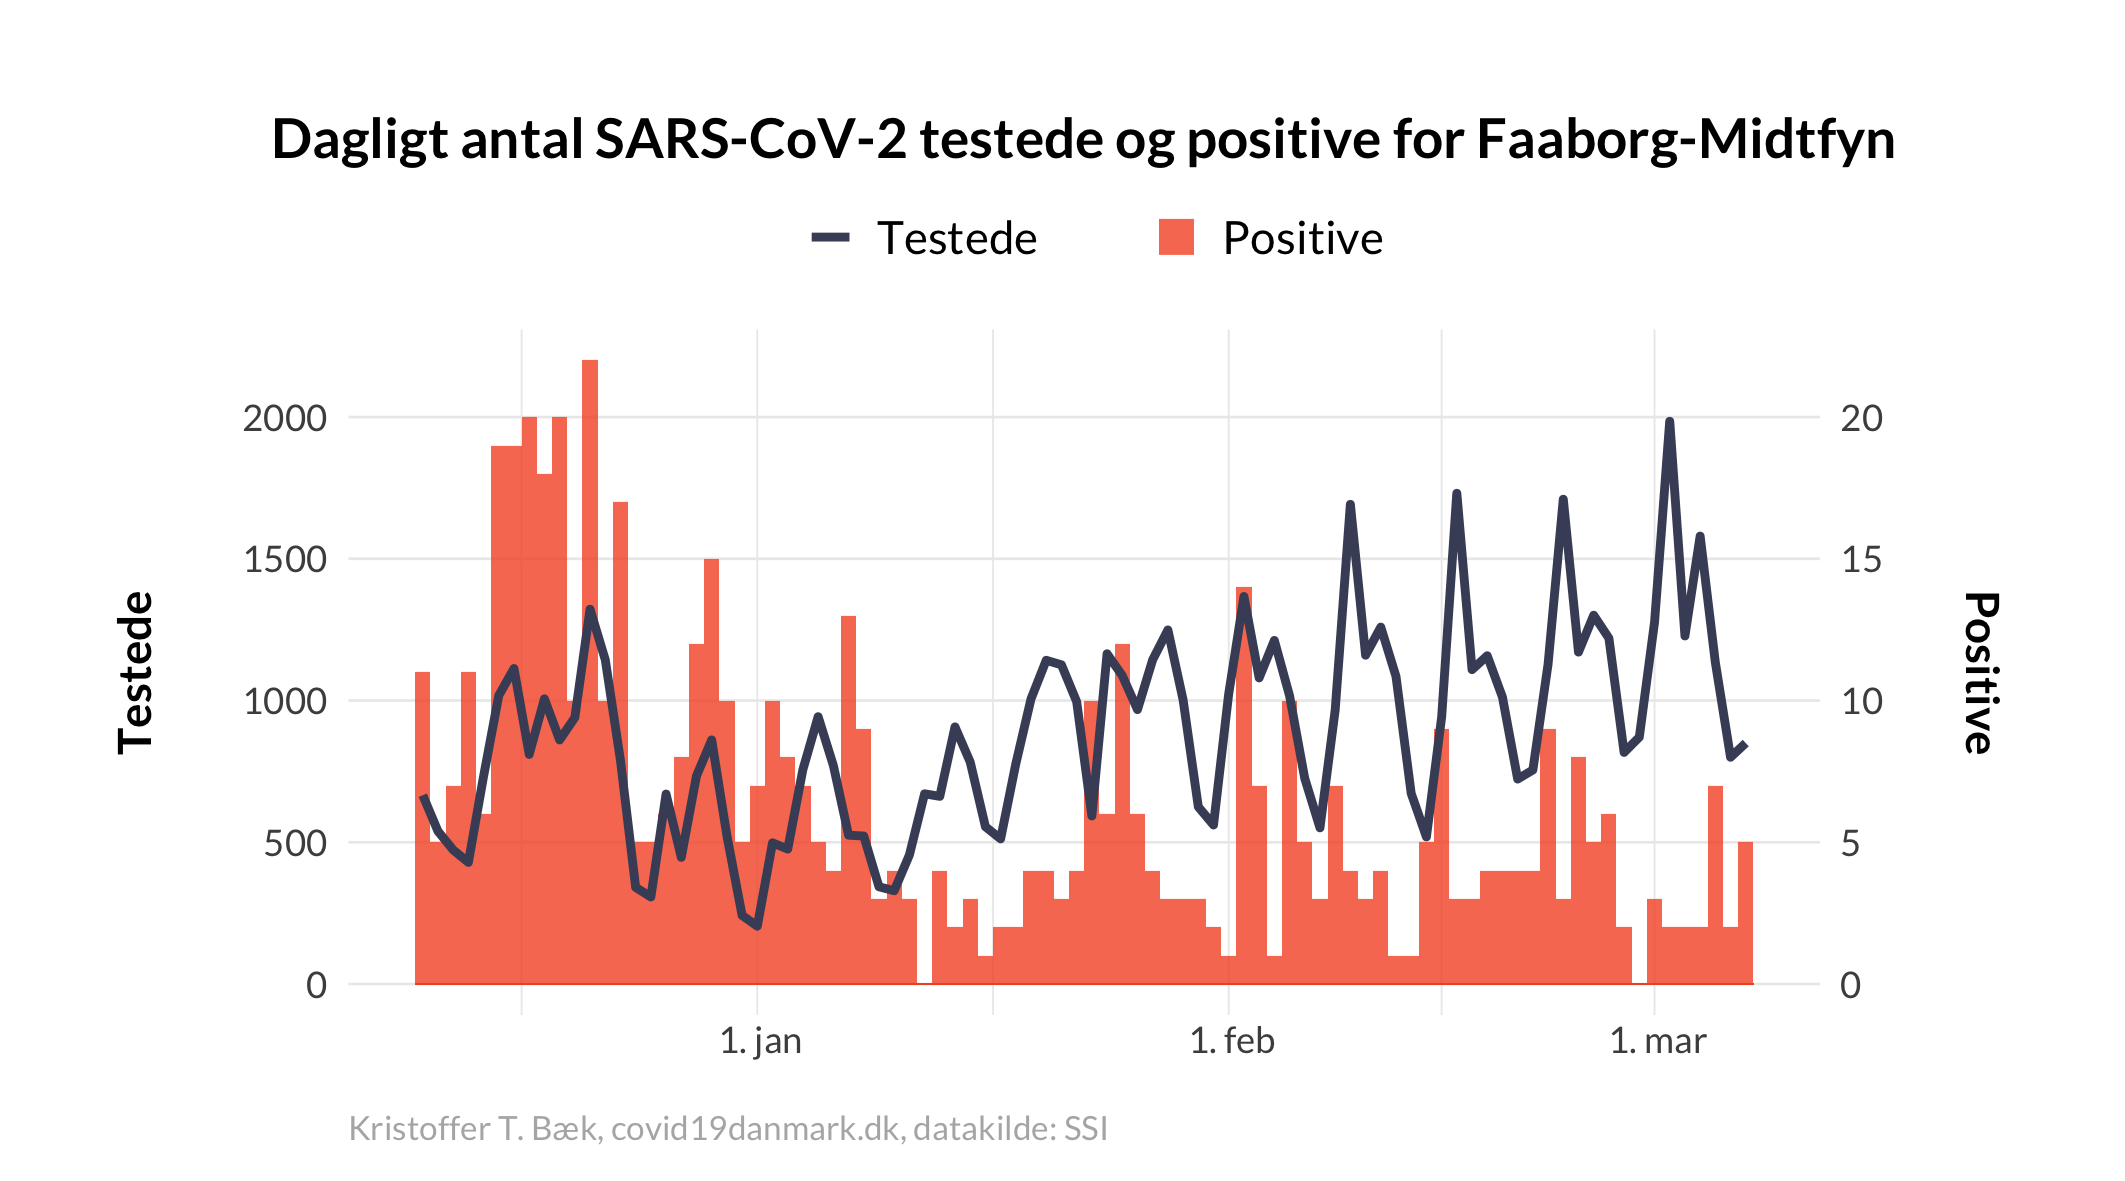 Dagligt antal SARS-CoV-2 testede og positive for Faaborg-Midtfyn
Testede Positive
2000 20
1500 15
1000 10
500 5
0 0
Testede
Positive
1. jan 1. feb 1. mar
Kristoffer T. Bæk, covid19danmark.dk, datakilde: SSI